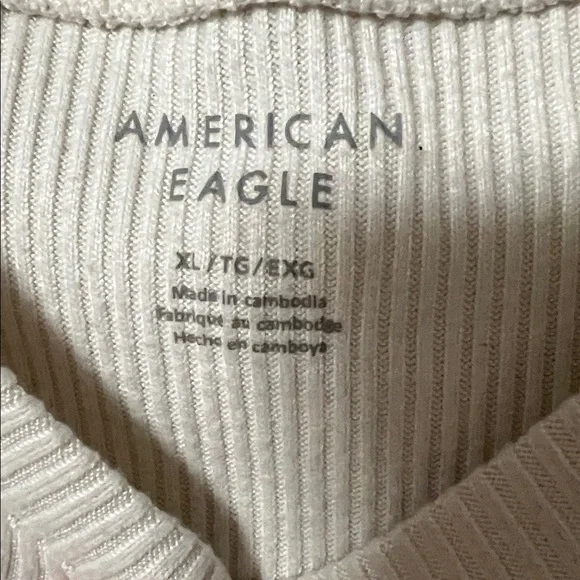 AMERICAN
EAGLE
XL/TG/EXG
Made in cambodia
Fabriqué au cambodge
Hecho en camboya